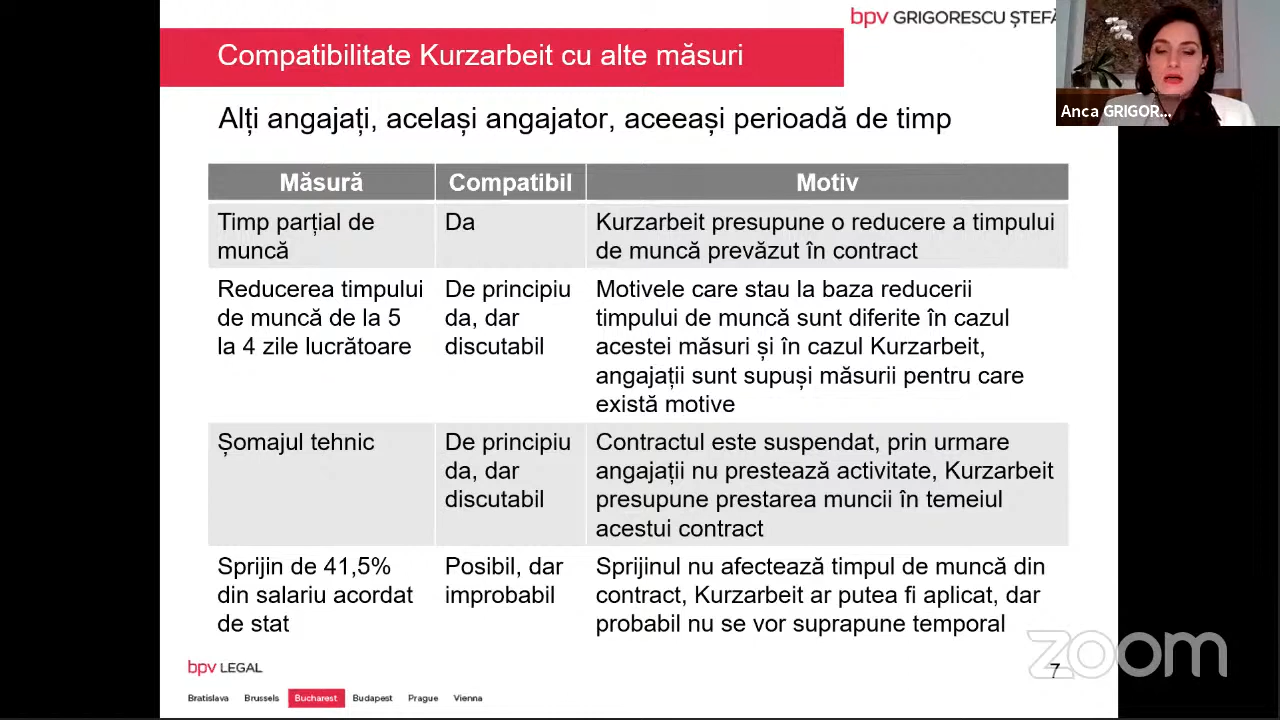 bpv GRIGORESCU ȘTEFĂ
Compatibilitate Kurzarbeit cu alte măsuri
Anca GRIGOR...
Alți angajați, același angajator, aceeași perioadă de timp
Măsură Compatibil Motiv
Timp parțial de
muncă
Da
Kurzarbeit presupune o reducere a timpului
de muncă prevăzut în contract
Reducerea timpului
de muncă de la 5
la 4 zile lucrătoare
De principiu
da, dar
discutabil
Motivele care stau la baza reducerii
timpului de muncă sunt diferite în cazul
acestei măsuri și în cazul Kurzarbeit,
angajații sunt supuși măsurii pentru care
există motive
Șomajul tehnic
De principiu
da, dar
discutabil
Contractul este suspendat, prin urmare
angajații nu prestează activitate, Kurzarbeit
presupune prestarea muncii în temeiul
acestui contract
Sprijin de 41,5%
din salariu acordat
de stat
Posibil, dar
improbabil
Sprijinul nu afectează timpul de muncă din
contract, Kurzarbeit ar putea fi aplicat, dar
probabil nu se vor suprapune temporal
zoom
7
bpv LEGAL
Bratislava Brussels Bucharest Budapest Prague Vienna